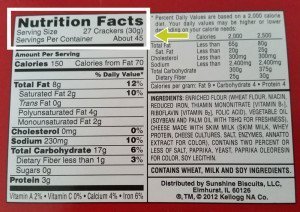 Nutrition Facts
Serving Size 27 Crackers (30g)
Servings Per Container About 45
Amount Per Serving
Calories 150 Calories from Fat 70
% Daily Value*
Total Fat 8g 12%
Saturated Fat 2g 10%
Trans Fat 0g
Polyunsaturated Fat 4g
Monounsaturated Fat 2g
Cholesterol 0mg 0%
Sodium 230mg 10%
Total Carbohydrate 17g 6%
Dietary Fiber less than 1g 3%
Sugars 0g
Protein 3g
Vitamin A 2% • Vitamin C 0% • Calcium 4% • Iron 6%
* Percent Daily Values are based on a 2,000 calorie
diet. Your daily values may be higher or lower
depending on your calorie needs:
Calories 2,000 2,500
Total Fat Less than 65g 80g
Sat. Fat Less than 20g 25g
Cholesterol Less than 300mg 300mg
Sodium Less than 2,400mg 2,400mg
Total Carbohydrate 300g 375g
Dietary Fiber 25g 30g
Calories per gram: Fat 9 • Carbohydrate 4 • Protein 4
INGREDIENTS: ENRICHED FLOUR (WHEAT FLOUR, NIACIN,
REDUCED IRON, THIAMIN MONONITRATE [VITAMIN B1],
RIBOFLAVIN [VITAMIN B2], FOLIC ACID), VEGETABLE OIL
(SOYBEAN AND PALM OIL WITH TBHQ FOR FRESHNESS),
CHEESE MADE WITH SKIM MILK (SKIM MILK, WHEY
PROTEIN, CHEESE CULTURES, SALT, ENZYMES, ANNATTO
EXTRACT FOR COLOR), CONTAINS TWO PERCENT OR
LESS OF SALT, PAPRIKA, YEAST, PAPRIKA OLEORESIN
FOR COLOR, SOY LECITHIN.
CONTAINS WHEAT, MILK AND SOY INGREDIENTS.
Distributed by Sunshine Biscuits, LLC,
Elmhurst, IL 60126
®, TM, © 2012 Kellogg NA Co.